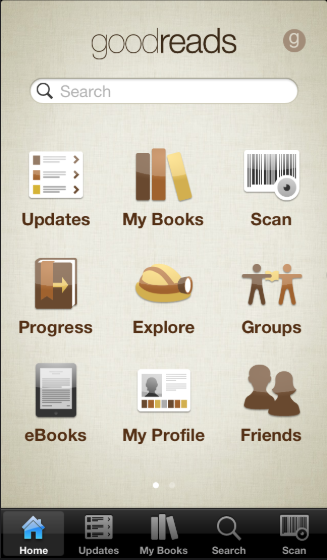 goodreads
g
Search
Updates My Books Scan
Progress Explore Groups
eBooks My Profile Friends
Home Updates My Books Search Scan